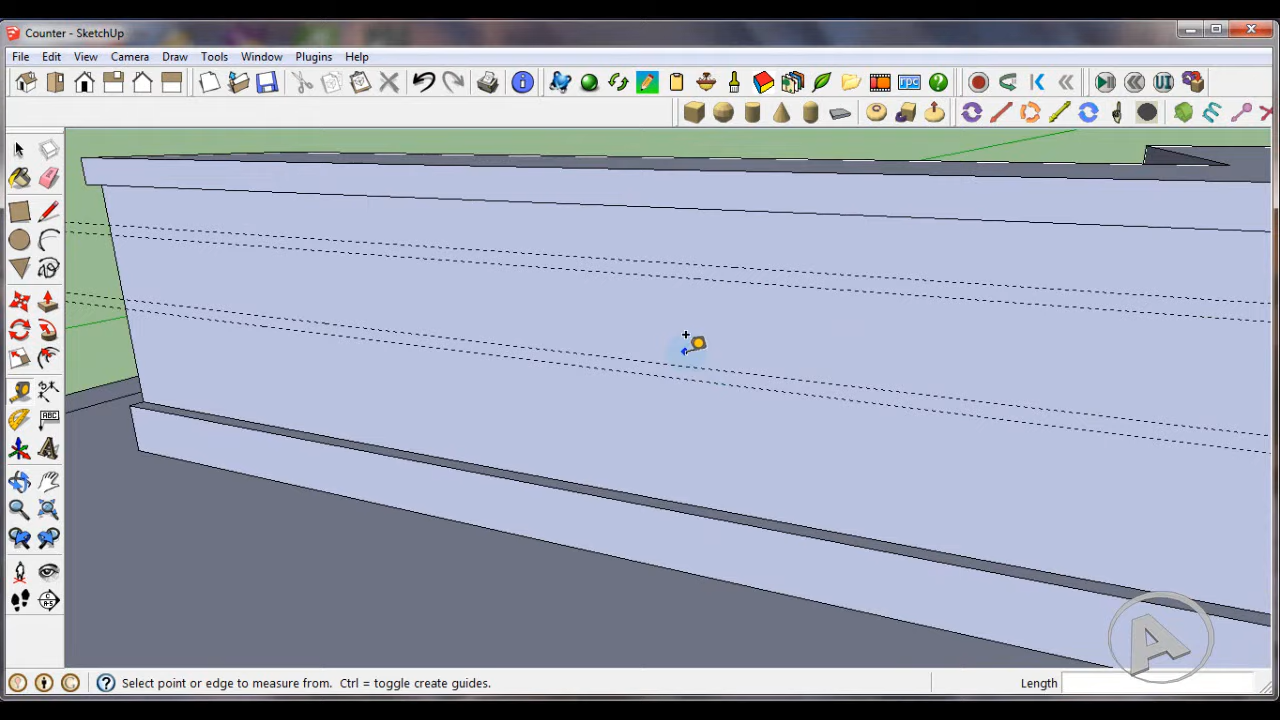 Counter - SketchUp
File Edit View Camera Draw Tools Window Plugins Help
ABC
A
Select point or edge to measure from. Ctrl = toggle create guides.
Length